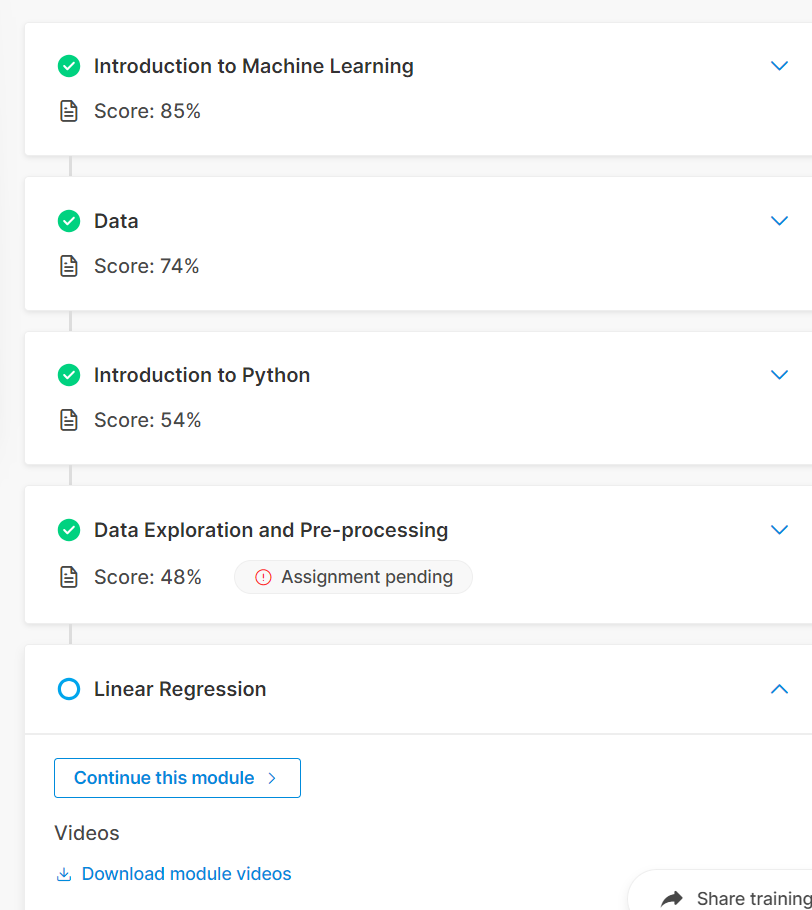 Introduction to Machine Learning
Score: 85%
Data
Score: 74%
Introduction to Python
Score: 54%
Data Exploration and Pre-processing
Score: 48% Assignment pending
Linear Regression
Continue this module
Videos
Download module videos
Share training